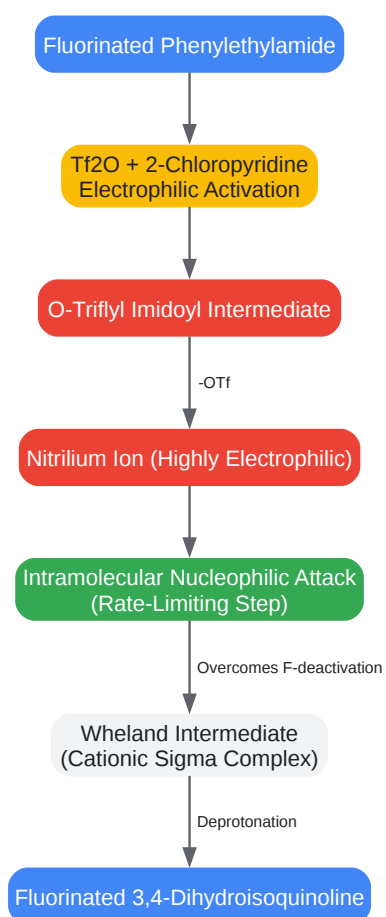 Fluorinated Phenylethylamide
Tf2O + 2-Chloropyridine
Electrophilic Activation
O-Triflyl Imidoyl Intermediate
-OTf
Nitrilium Ion (Highly Electrophilic)
Intramolecular Nucleophilic Attack
(Rate-Limiting Step)
Overcomes F-deactivation
Wheland Intermediate
(Cationic Sigma Complex)
Deprotonation
Fluorinated 3,4-Dihydroisoquinoline